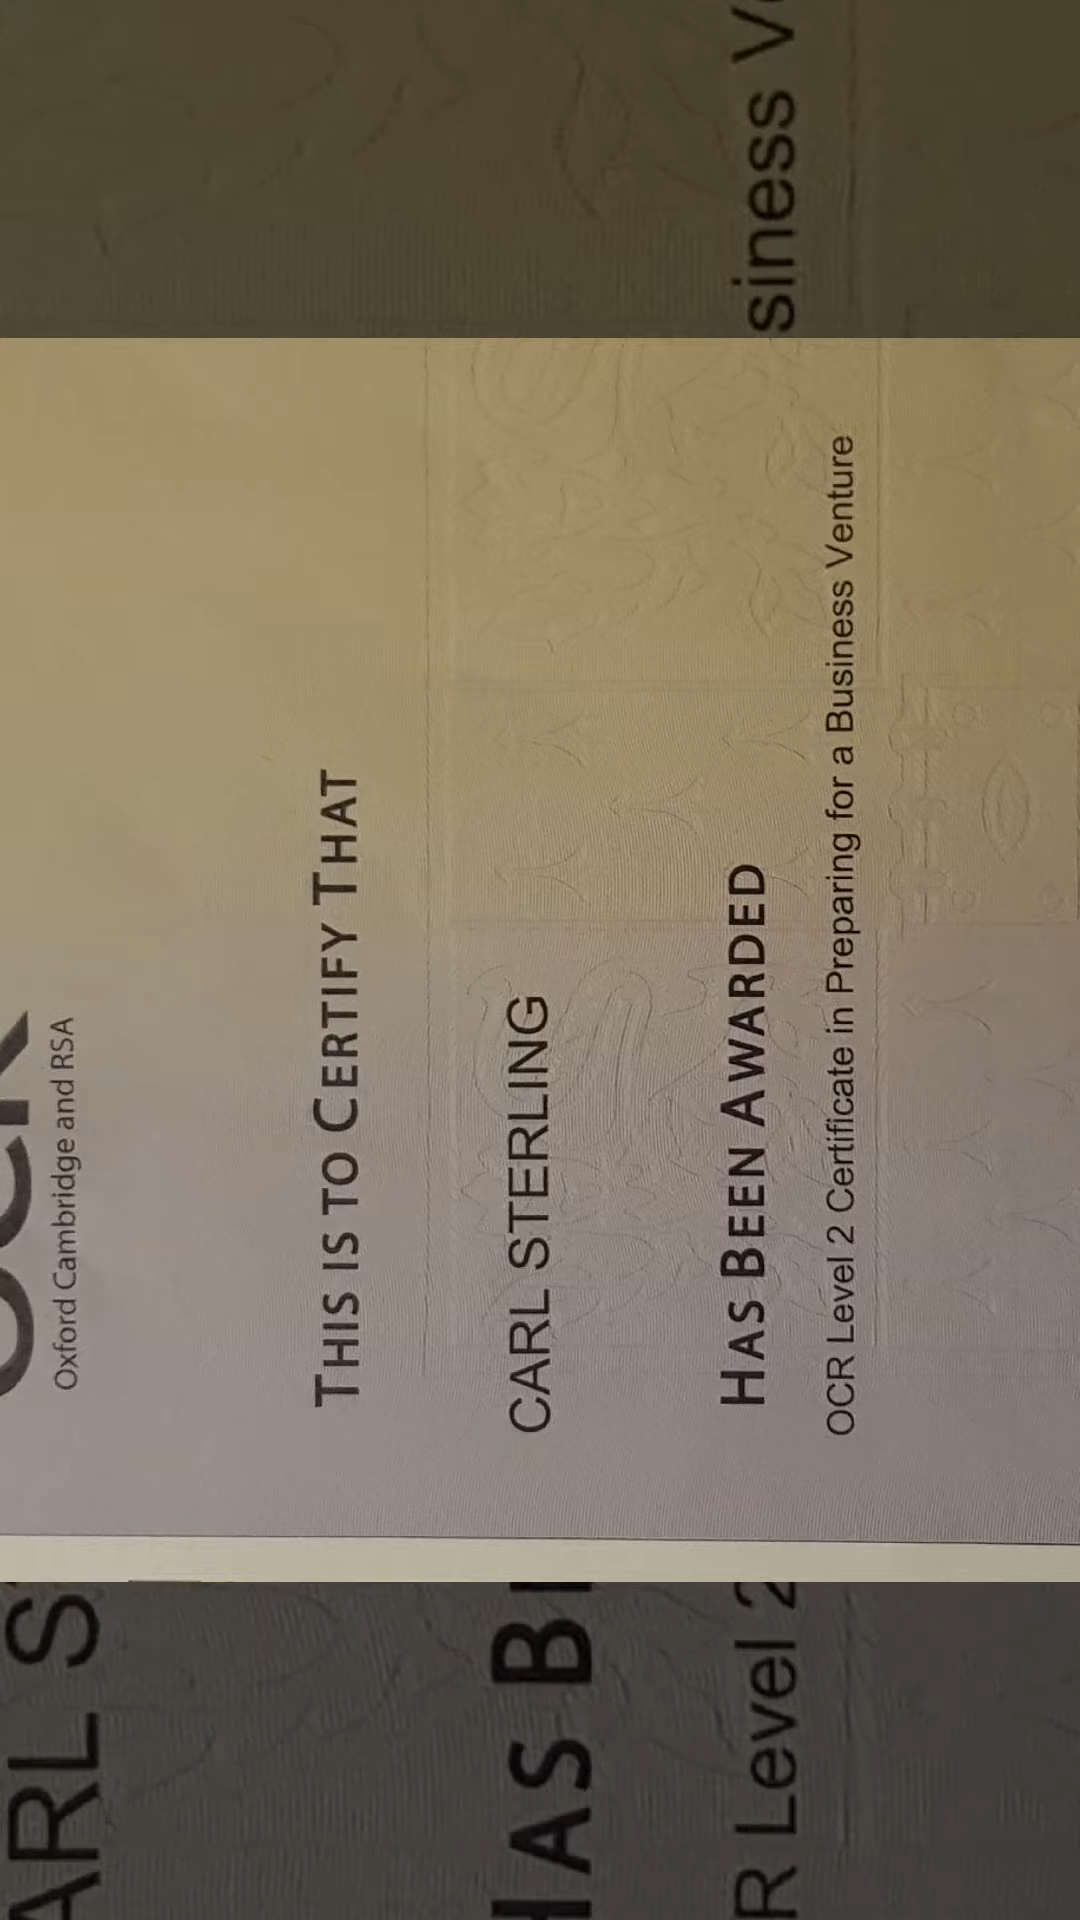 OCR
Oxford Cambridge and RSA
THIS IS TO CERTIFY THAT
CARL STERLING
HAS BEEN AWARDED
OCR Level 2 Certificate in Preparing for a Business Venture